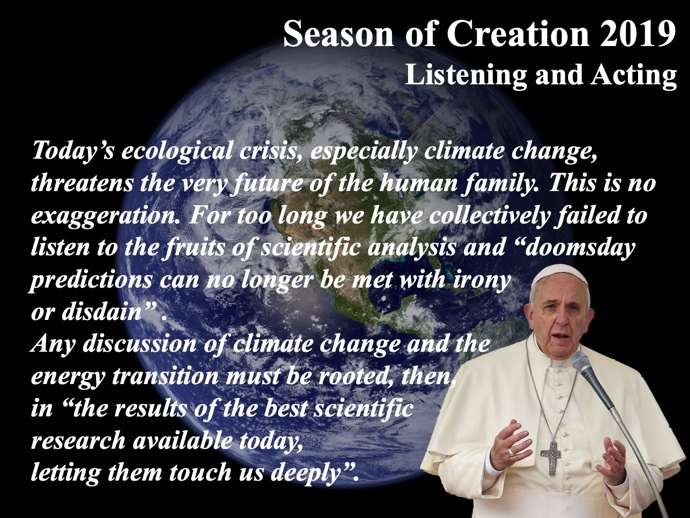 Season of Creation 2019
Listening and Acting
Today’s ecological crisis, especially climate change,
threatens the very future of the human family. This is no
exaggeration. For too long we have collectively failed to
listen to the fruits of scientific analysis and “doomsday
predictions can no longer be met with irony
or disdain” .
Any discussion of climate change and the
energy transition must be rooted, then,
in “the results of the best scientific
research available today,
letting them touch us deeply”.